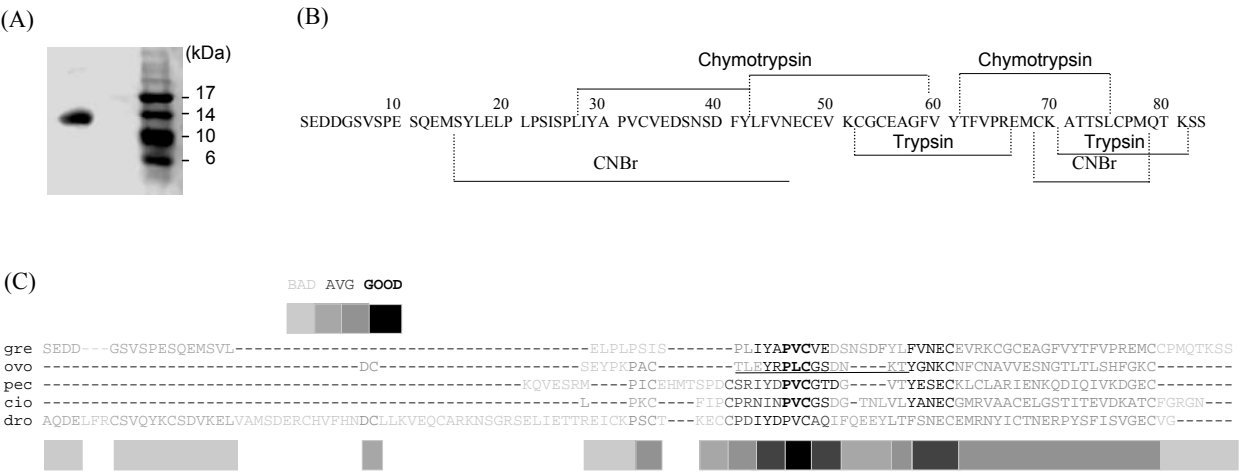 (A)
(kDa)
17
14
10
6
(B)
Chymotrypsin Chymotrypsin
10 20 30 40 50 60 70 80
SEDDGSVSPE SQEMSYLELP LPSISPLIYA PVCVEDSNSD FYLFVNECEV KCGCEAGFV YTFVPREMCK ATTSLCPMQT KSS
Trypsin Trypsin
CNBr CNBr
(C)
BAD AVG GOOD
gre SEDD---GSVSPESQEMSVL-------------------------------------ELPLPSIS-------PLIYAPVCVEDSNSDFYLFVNECEVRKCGCEAGFVYTFVPREMCCPMQTKSS
ovo ---------------------------------DC---------------------SEYPKPAC--------TLEYRPLCGSDN----KTYGNKCNFCNAVVESNGTLTLSHFGKC--------
pec --------------------------------------------------KQVESRM----PICEHMTSPDCSRIYDPVCGTDG----VTYESECKLCLARIENKQDQIVKDGEC--------
cio --------------------------------------------------------L----PKC----FIPCPRNINPVCGSDG-TNLVLYANECGMRVAACELGSITEVDKATCFGRGN----
dro AQDELFRCSVQYKCSDVKELVAMSDERCHVFHNDCLLKVEQCARKNSGRSELIETTREICKPSCT---KECCPDIYDPVCAQIFQEEYLTFSNECEMRNYICTNERPYSFISVGECVG------